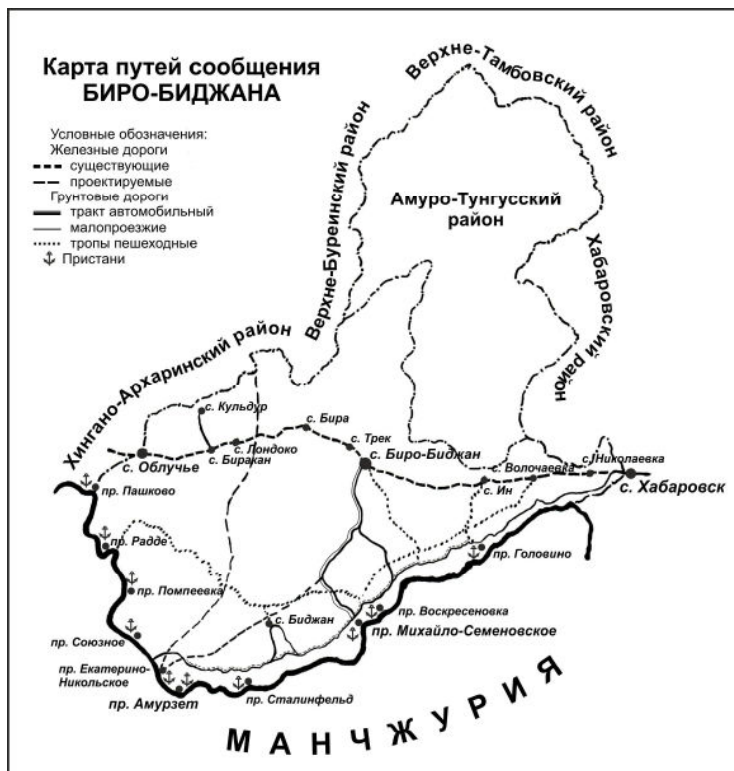 Карта путей сообщения
БИРО-БИДЖАНА
Условные обозначения:
Железные дороги
существующие
проектируемые
Грунтовые дороги
тракт автомобильный
малопроезжие
тропы пешеходные
Пристани
Верхне-Тамбовский район
Верхне-Буреинский район
Амуро-Тунгусский
район
Хабаровский район
Хингано-Архаринский район
с. Кульдур
с. Бира
с. Лондоко
с. Трек
с. Облучье
с. Биракан
с. Биро-Биджан
с. Волочаевка
с. Николаевка
с. Ин
с. Хабаровск
пр. Пашково
пр. Радде
пр. Головино
пр. Помпеевка
пр. Воскресеновка
с. Биджан
пр. Михайло-Семеновское
пр. Союзное
пр. Екатерино-
Никольское
пр. Сталинфельд
пр. Амурзет
МАНЧЖУРИЯ